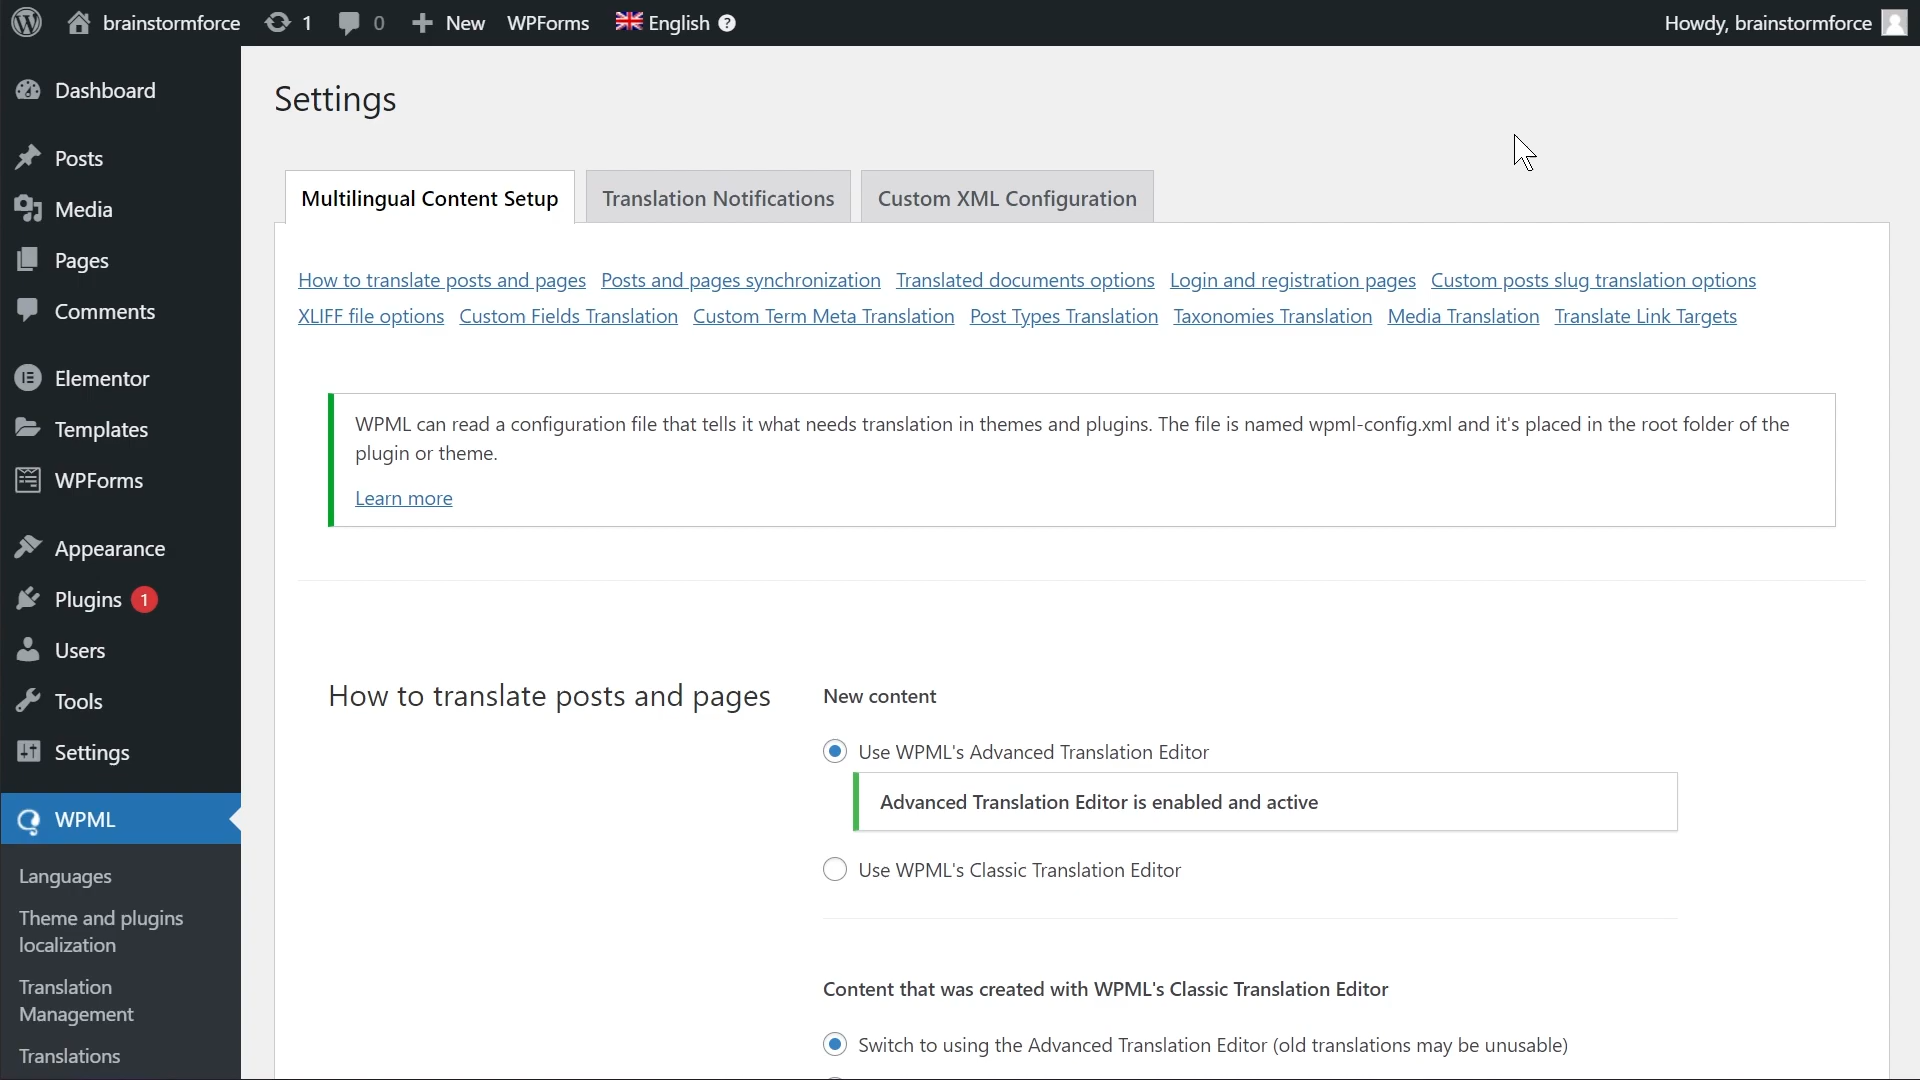 brainstormforce 1 0 New WPForms English ? Howdy, brainstormforce
Dashboard
Posts
Media
Pages
Comments
Elementor
Templates
WPForms
Appearance
Plugins 1
Users
Tools
Settings
WPML
Languages
Theme and plugins
localization
Translation
Management
Translations
Settings
Multilingual Content Setup Translation Notifications Custom XML Configuration
How to translate posts and pages Posts and pages synchronization Translated documents options Login and registration pages Custom posts slug translation options
XLIFF file options Custom Fields Translation Custom Term Meta Translation Post Types Translation Taxonomies Translation Media Translation Translate Link Targets
WPML can read a configuration file that tells it what needs translation in themes and plugins. The file is named wpml-config.xml and it's placed in the root folder of the
plugin or theme.
Learn more
How to translate posts and pages
New content
Use WPML's Advanced Translation Editor
Advanced Translation Editor is enabled and active
Use WPML's Classic Translation Editor
Content that was created with WPML's Classic Translation Editor
Switch to using the Advanced Translation Editor (old translations may be unusable)